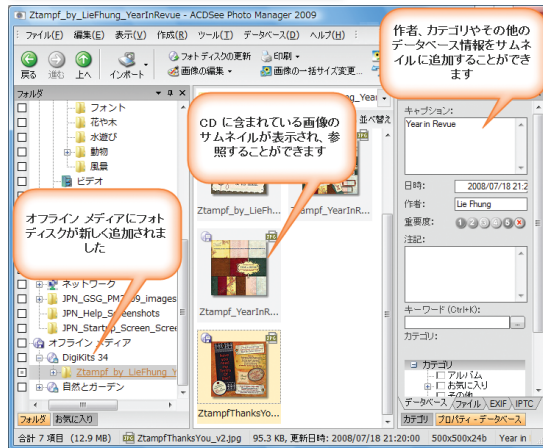 Ztampf_by_LieFhung_YearInRevue - ACDSee Photo Manager 2009
ファイル(F) 編集(E) 表示(V) 作成(R) ツール(T) データベース(D) ヘルプ(H)
戻る 進む 上へ インポート
フォトディスクの更新 印刷
画像の編集 画像の一括サイズ変更...
作者、カテゴリやその他の
データベース情報をサムネ
イルに追加することができ
ます
フォルダ
フォント
花や木
水遊び
動物
風景
ビデオ
オフライン メディアにフォト
ディスクが新しく追加されま
した
ネットワーク
JPN_Help_Screenshots
オフライン メディア
DigiKits 34
Ztampf_by_LieFhung_Y
自然とガーデン
フォルダ お気に入り
並べ替え
CD に含まれている画像の
サムネイルが表示され、参
照することができます
Ztampf_by_LieFh... Ztampf_YearInR...
Ztampf_YearInR...
ZtampfThanksYo...
キャプション:
Year in Revue
日時: 2008/07/18 21:2
作者: Lie Fhung
重要度: 1 2 3 4 5
注記:
キーワード (Ctrl+K):
...
カテゴリ:
カテゴリ
アルバム
お気に入り
その他
データベース ファイル EXIF IPTC
カテゴリ プロパティ - データベース
合計 7 項目 (12.9 MB) ZtampfThanksYou_v2.jpg 95.3 KB, 更新日時: 2008/07/18 21:20:00 500x500x24b Year in